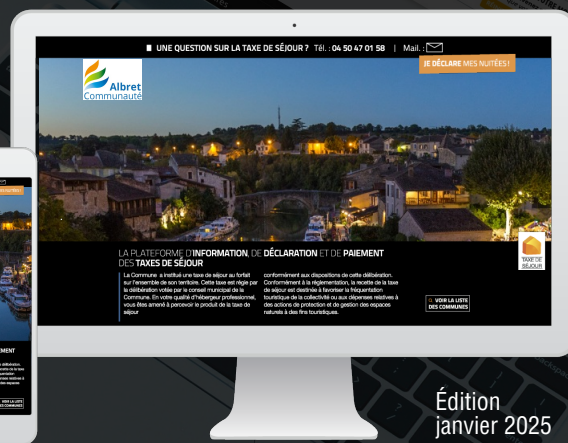 UNE QUESTION SUR LA TAXE DE SÉJOUR ? Tél. : 04 50 47 01 58 | Mail. :
JE DÉCLARE MES NUITÉES !
Albret
Communauté
LA PLATEFORME D'INFORMATION, DE DÉCLARATION ET DE PAIEMENT
DES TAXES DE SÉJOUR
La Commune a institué une taxe de séjour au forfait
sur l'ensemble de son territoire. Cette taxe est régie par
la délibération votée par le conseil municipal de la
Commune. En votre qualité d'hébergeur professionnel,
vous êtes amené à percevoir le produit de la taxe de
séjour
conformément aux dispositions de cette délibération.
Conformément à la réglementation, la recette de la taxe
de séjour est destinée à favoriser la fréquentation
touristique de la collectivité ou aux dépenses relatives à
des actions de protection et de gestion des espaces
naturels à des fins touristiques.
TAXE DE
SÉJOUR
VOIR LA LISTE
DES COMMUNES
EMENT
VOIR LA LISTE
DES COMMUNES
Édition
janvier 2025